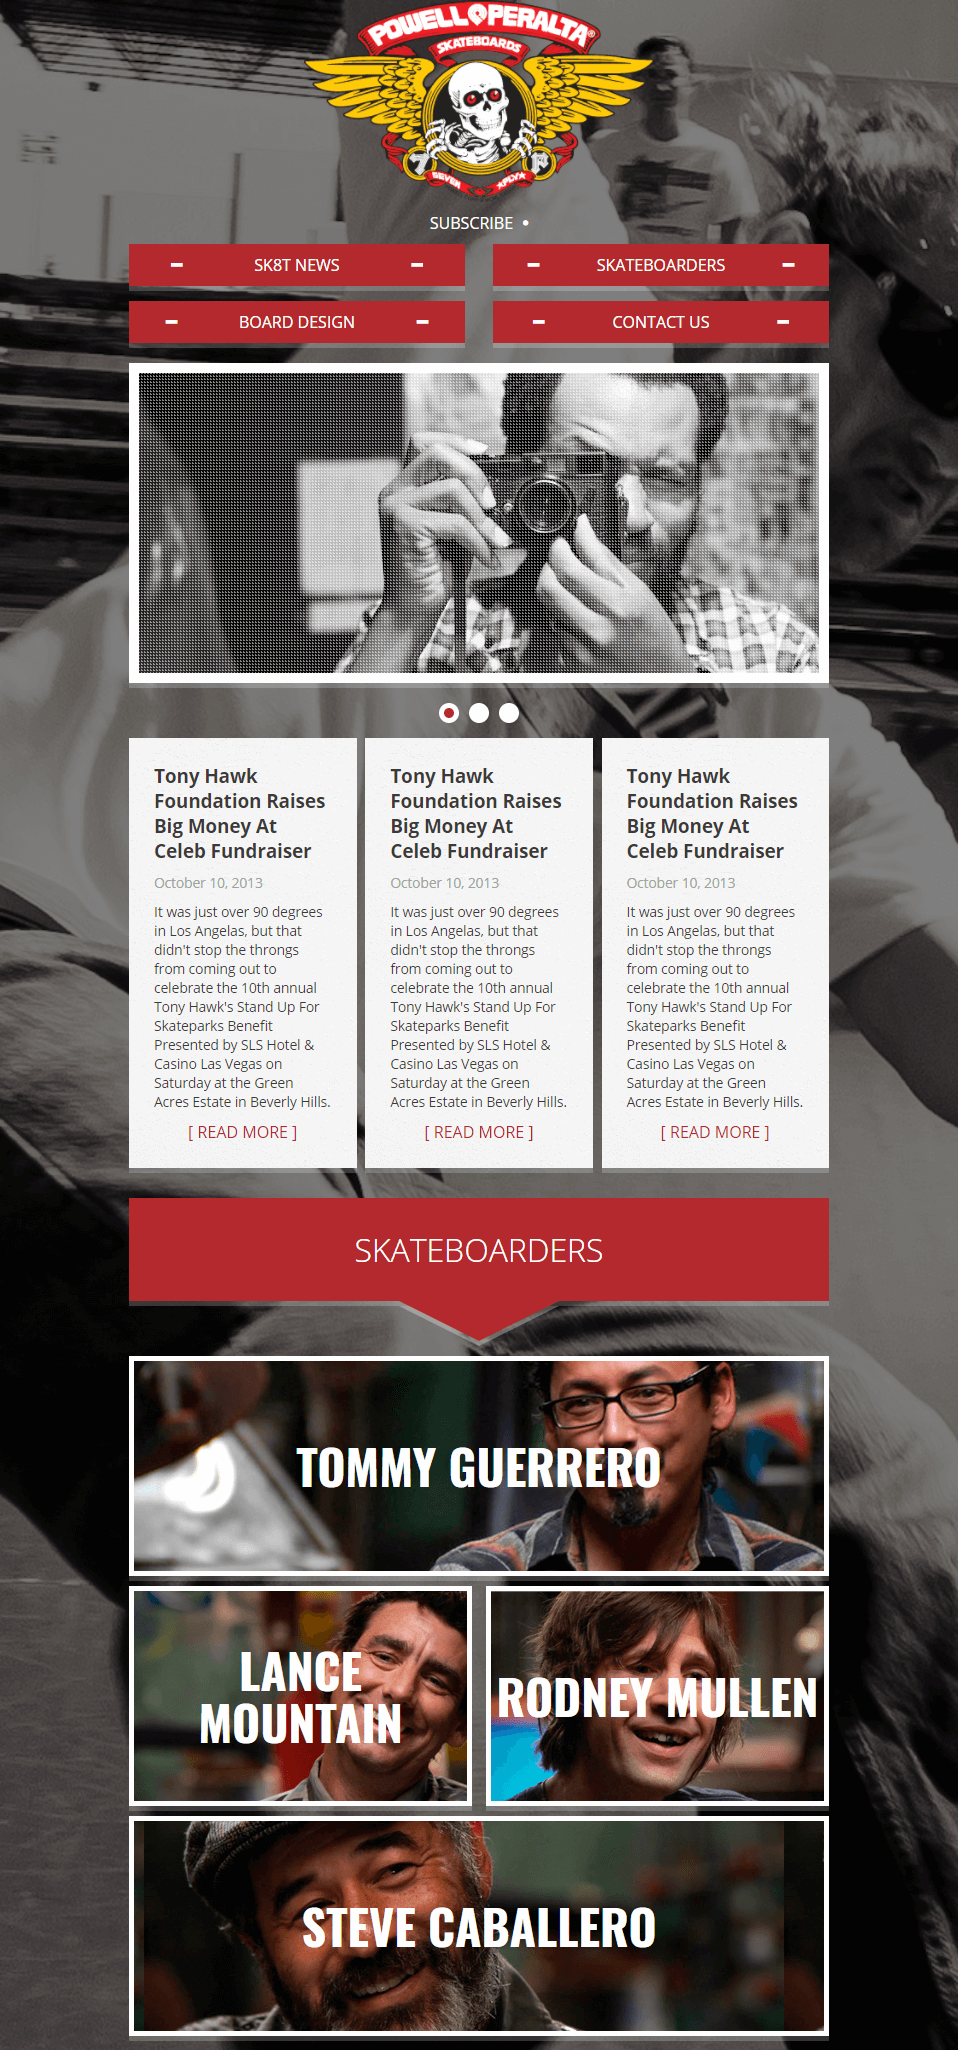 POWELL PERALTA®
SKATEBOARDS
SEVEN PLY
SUBSCRIBE •
SK8T NEWS
SKATEBOARDERS
BOARD DESIGN
CONTACT US
Tony Hawk
Foundation Raises
Big Money At
Celeb Fundraiser
October 10, 2013
It was just over 90 degrees
in Los Angelas, but that
didn't stop the throngs
from coming out to
celebrate the 10th annual
Tony Hawk's Stand Up For
Skateparks Benefit
Presented by SLS Hotel &
Casino Las Vegas on
Saturday at the Green
Acres Estate in Beverly Hills.
[ READ MORE ]
Tony Hawk
Foundation Raises
Big Money At
Celeb Fundraiser
October 10, 2013
It was just over 90 degrees
in Los Angelas, but that
didn't stop the throngs
from coming out to
celebrate the 10th annual
Tony Hawk's Stand Up For
Skateparks Benefit
Presented by SLS Hotel &
Casino Las Vegas on
Saturday at the Green
Acres Estate in Beverly Hills.
[ READ MORE ]
Tony Hawk
Foundation Raises
Big Money At
Celeb Fundraiser
October 10, 2013
It was just over 90 degrees
in Los Angelas, but that
didn't stop the throngs
from coming out to
celebrate the 10th annual
Tony Hawk's Stand Up For
Skateparks Benefit
Presented by SLS Hotel &
Casino Las Vegas on
Saturday at the Green
Acres Estate in Beverly Hills.
[ READ MORE ]
SKATEBOARDERS
TOMMY GUERRERO
LANCE
MOUNTAIN
RODNEY MULLEN
STEVE CABALLERO